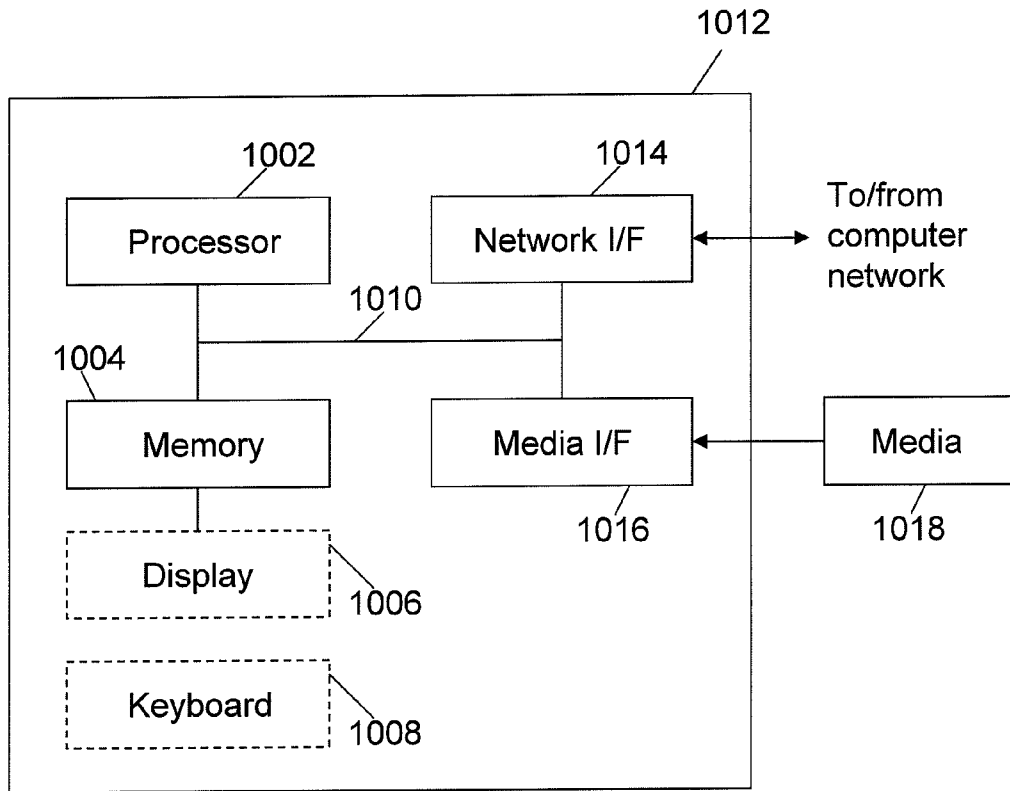 1012
1002
1014
Processor
Network I/F
To/from
computer
network
1010
1004
Memory
Media I/F
Media
1016
1018
Display
1006
Keyboard
1008